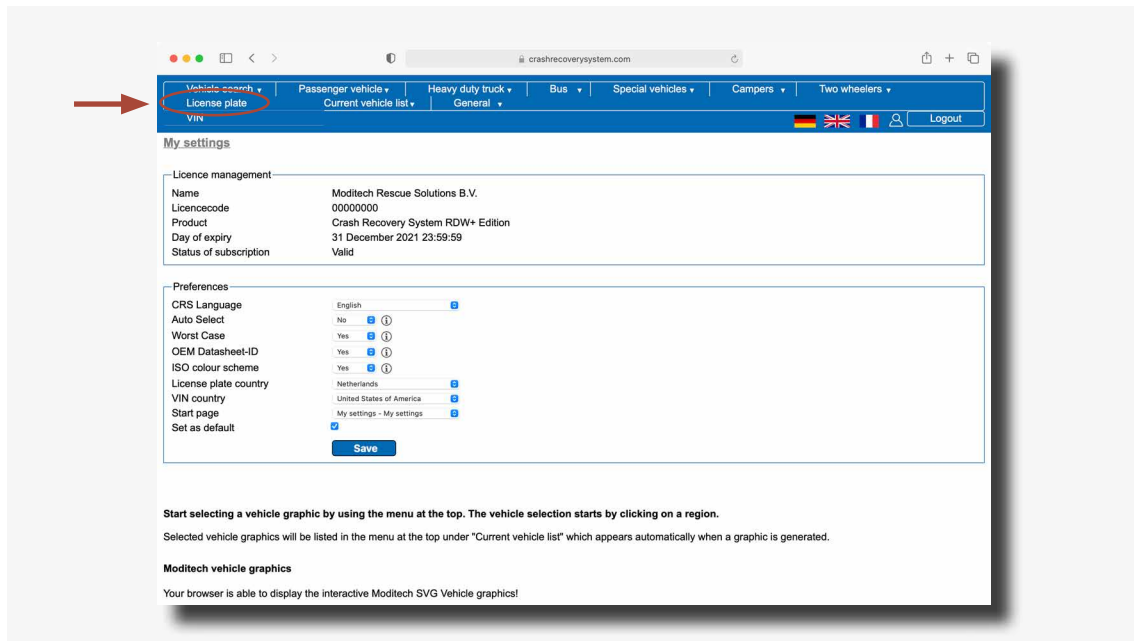 crashrecoverysystem.com
Vehicle search Passenger vehicle Heavy duty truck Bus Special vehicles Campers Two wheelers
License plate Current vehicle list General
VIN
Logout
My settings
Licence management
Name Moditech Rescue Solutions B.V.
Licencecode 00000000
Product Crash Recovery System RDW+ Edition
Day of expiry 31 December 2021 23:59:59
Status of subscription Valid
Preferences
CRS Language English
Auto Select No
Worst Case Yes
OEM Datasheet-ID Yes
ISO colour scheme Yes
License plate country Netherlands
VIN country United States of America
Start page My settings - My settings
Set as default
Save
Start selecting a vehicle graphic by using the menu at the top. The vehicle selection starts by clicking on a region.
Selected vehicle graphics will be listed in the menu at the top under "Current vehicle list" which appears automatically when a graphic is generated.
Moditech vehicle graphics
Your browser is able to display the interactive Moditech SVG Vehicle graphics!